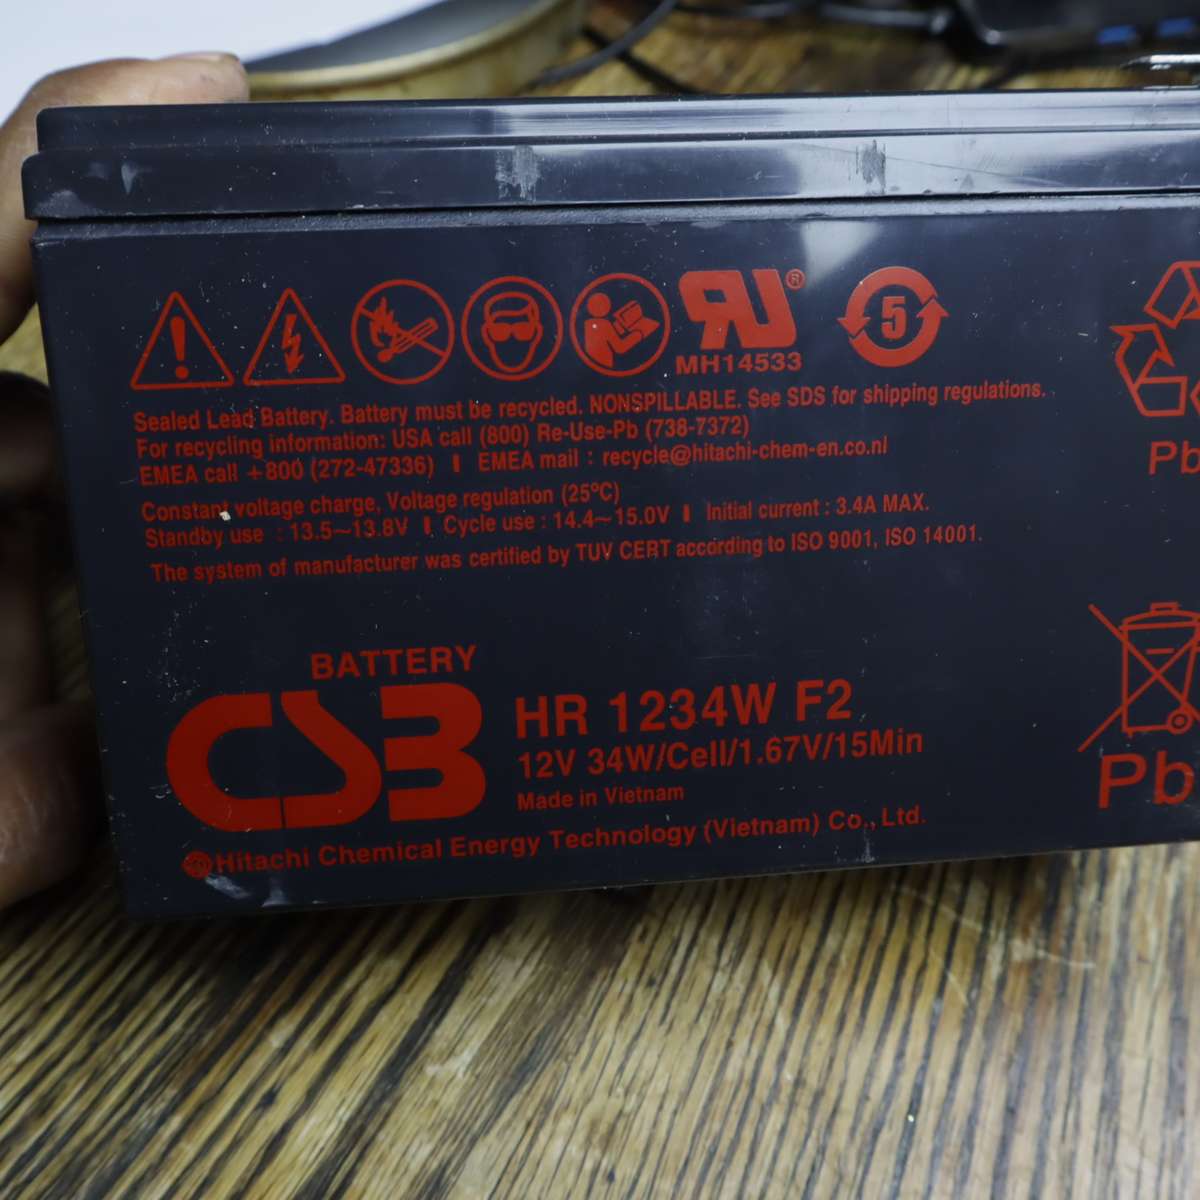 MH14533
5
Sealed Lead Battery. Battery must be recycled. NONSPILLABLE. See SDS for shipping regulations.
For recycling information: USA call (800) Re-Use-Pb (738-7372)
EMEA call +800 (272-47336) I EMEA mail : recycle@hitachi-chem-en.co.nl
Constant voltage charge, Voltage regulation (25°C)
Standby use : 13.5~13.8V I Cycle use : 14.4~15.0V I Initial current : 3.4A MAX.
The system of manufacturer was certified by TUV CERT according to ISO 9001, ISO 14001.
Pb
BATTERY
CSB
HR 1234W F2
12V 34W/Cell/1.67V/15Min
Made in Vietnam
Hitachi Chemical Energy Technology (Vietnam) Co., Ltd.
Pb